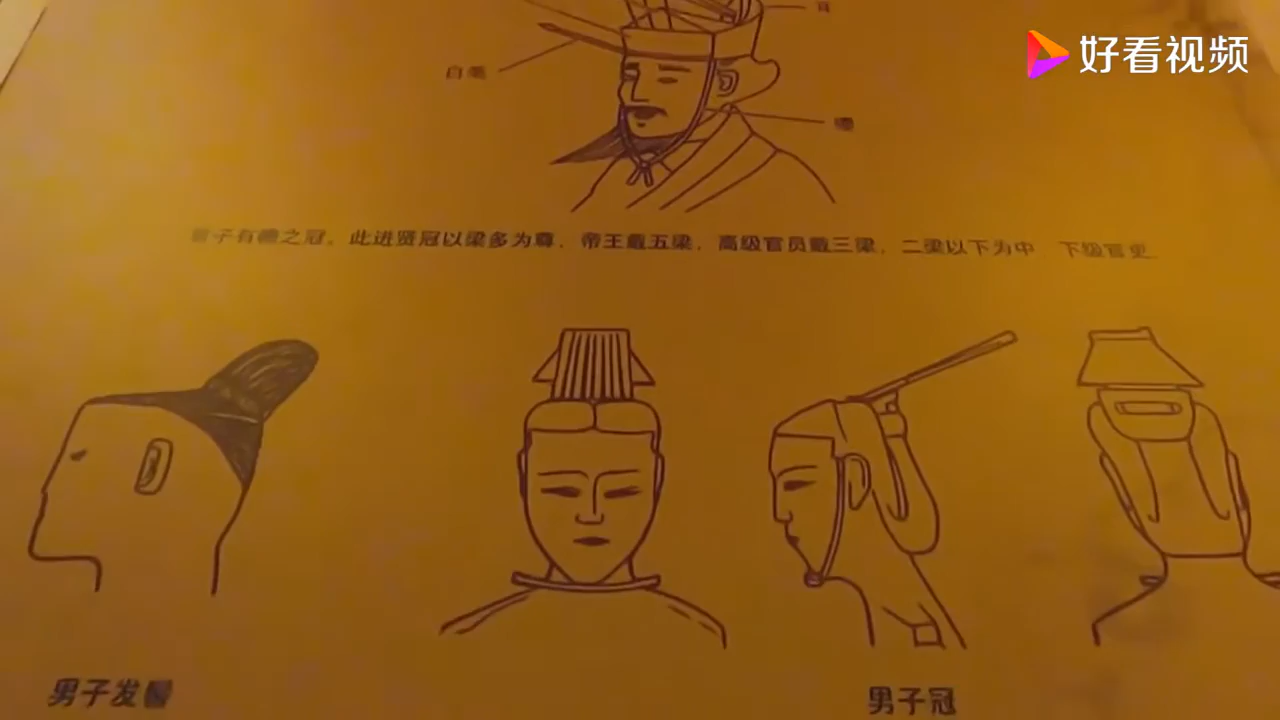 好看视频
白笔
子有之冠。此进贤冠以梁多为尊，帝王戴五梁，高级官员戴三梁，二梁以下为中 下级官吏
男子发髻
男子冠